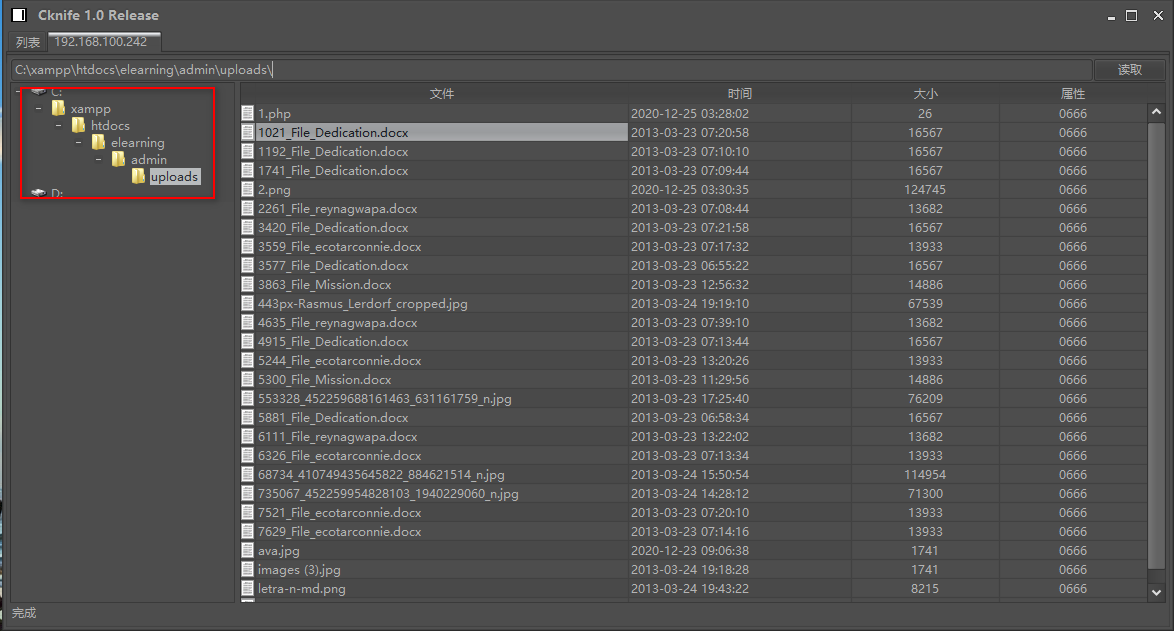 Cknife 1.0 Release
列表 192.168.100.242
C:\xampp\htdocs\elearning\admin\uploads\ 读取
C:
xampp
htdocs
elearning
admin
uploads
D:
文件 时间 大小 属性
1.php 2020-12-25 03:28:02 26 0666
1021_File_Dedication.docx 2013-03-23 07:20:58 16567 0666
1192_File_Dedication.docx 2013-03-23 07:10:10 16567 0666
1741_File_Dedication.docx 2013-03-23 07:09:44 16567 0666
2.png 2020-12-25 03:30:35 124745 0666
2261_File_reynagwapa.docx 2013-03-23 07:08:44 13682 0666
3420_File_Dedication.docx 2013-03-23 07:21:58 16567 0666
3559_File_ecotarconnie.docx 2013-03-23 07:17:32 13933 0666
3577_File_Dedication.docx 2013-03-23 06:55:22 16567 0666
3863_File_Mission.docx 2013-03-23 12:56:32 14886 0666
443px-Rasmus_Lerdorf_cropped.jpg 2013-03-24 19:19:10 67539 0666
4635_File_reynagwapa.docx 2013-03-23 07:39:10 13682 0666
4915_File_Dedication.docx 2013-03-23 07:13:44 16567 0666
5244_File_ecotarconnie.docx 2013-03-23 13:20:26 13933 0666
5300_File_Mission.docx 2013-03-23 11:29:56 14886 0666
553328_452259688161463_631161759_n.jpg 2013-03-23 17:25:40 76209 0666
5881_File_Dedication.docx 2013-03-23 06:58:34 16567 0666
6111_File_reynagwapa.docx 2013-03-23 13:22:02 13682 0666
6326_File_ecotarconnie.docx 2013-03-23 07:13:34 13933 0666
68734_410749435645822_884621514_n.jpg 2013-03-24 15:50:54 114954 0666
735067_452259954828103_1940229060_n.jpg 2013-03-24 14:28:12 71300 0666
7521_File_ecotarconnie.docx 2013-03-23 07:20:10 13933 0666
7629_File_ecotarconnie.docx 2013-03-23 07:14:16 13933 0666
ava.jpg 2020-12-23 09:06:38 1741 0666
images (3).jpg 2013-03-24 19:18:28 1741 0666
letra-n-md.png 2013-03-24 19:43:22 8215 0666
完成